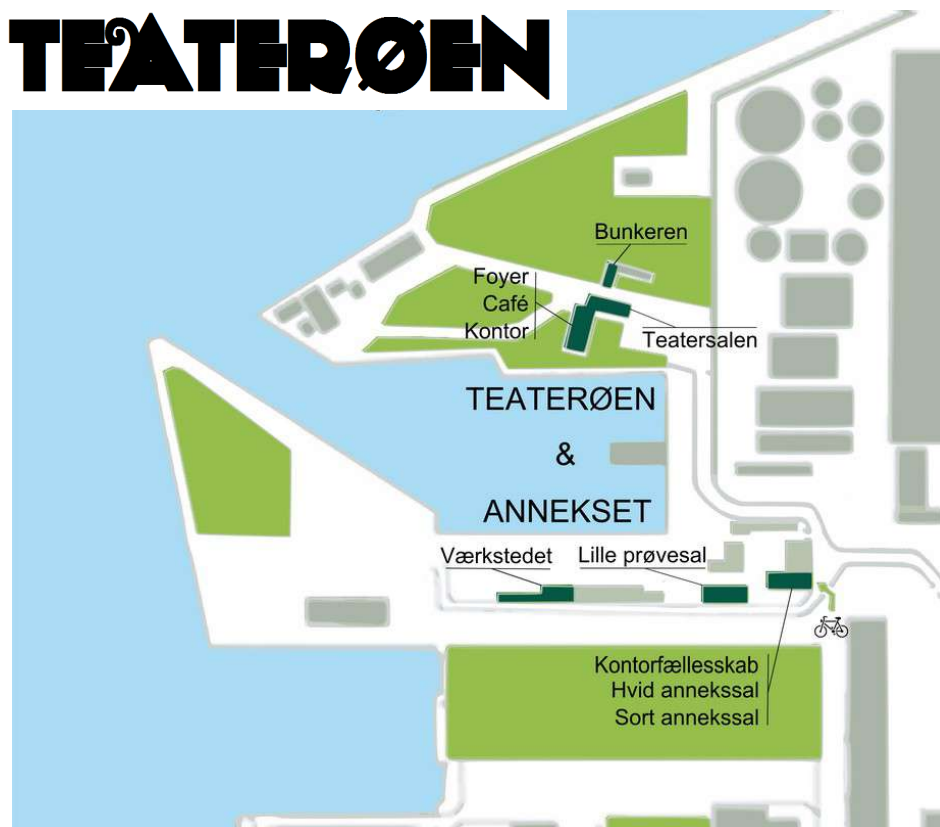 TEATERØEN
Bunkeren
Foyer
Café
Kontor
Teatersalen
TEATERØEN
&
ANNEKSET
Værkstedet
Lille prøvesal
Kontorfællesskab
Hvid annekssal
Sort annekssal